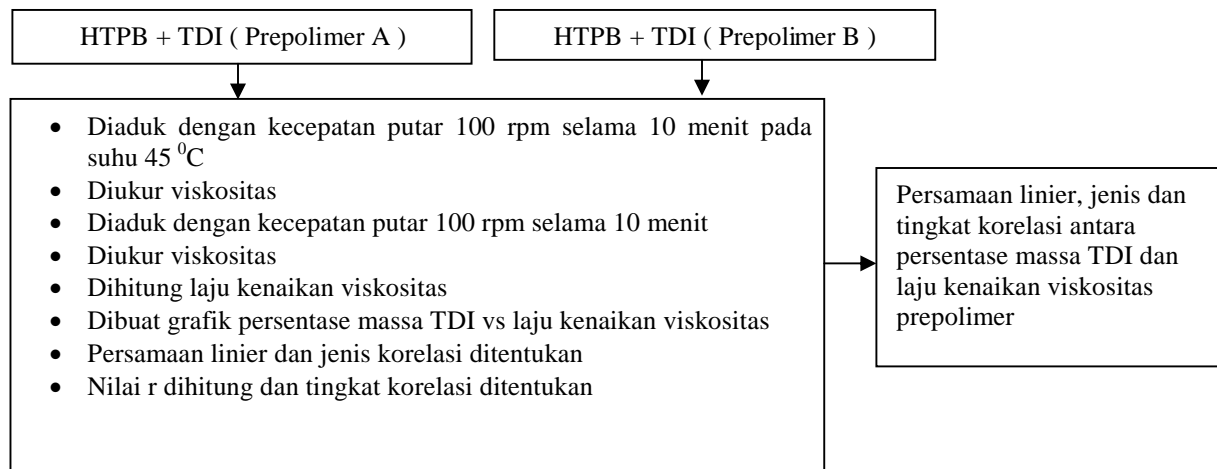 HTPB + TDI ( Prepolimer A )
HTPB + TDI ( Prepolimer B )
• Diaduk dengan kecepatan putar 100 rpm selama 10 menit pada
suhu 45 ⁰C
• Diukur viskositas
• Diaduk dengan kecepatan putar 100 rpm selama 10 menit
• Diukur viskositas
• Dihitung laju kenaikan viskositas
• Dibuat grafik persentase massa TDI vs laju kenaikan viskositas
• Persamaan linier dan jenis korelasi ditentukan
• Nilai r dihitung dan tingkat korelasi ditentukan
Persamaan linier, jenis dan
tingkat korelasi antara
persentase massa TDI dan
laju kenaikan viskositas
prepolimer